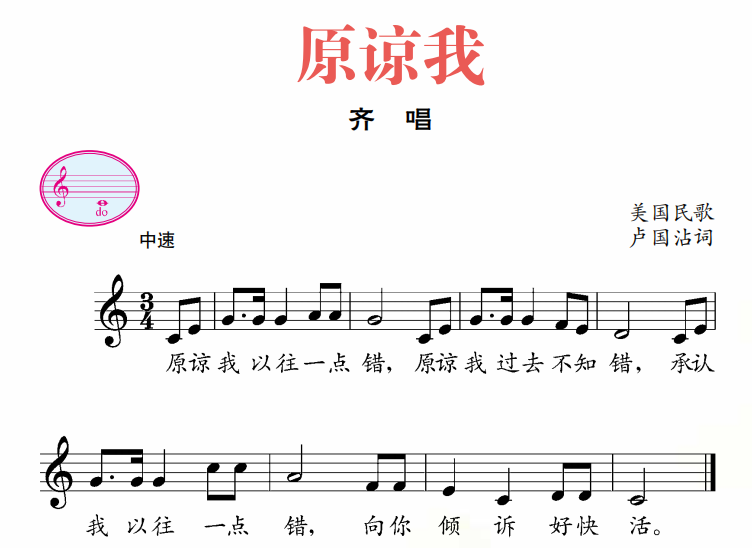 原谅我
齐 唱
do
美国民歌
中速
卢国沾词
3
4
原谅我 以往一点 错，原谅我 过去不知 错，承认
我 以往 一点 错， 向你 倾 诉 好快 活。